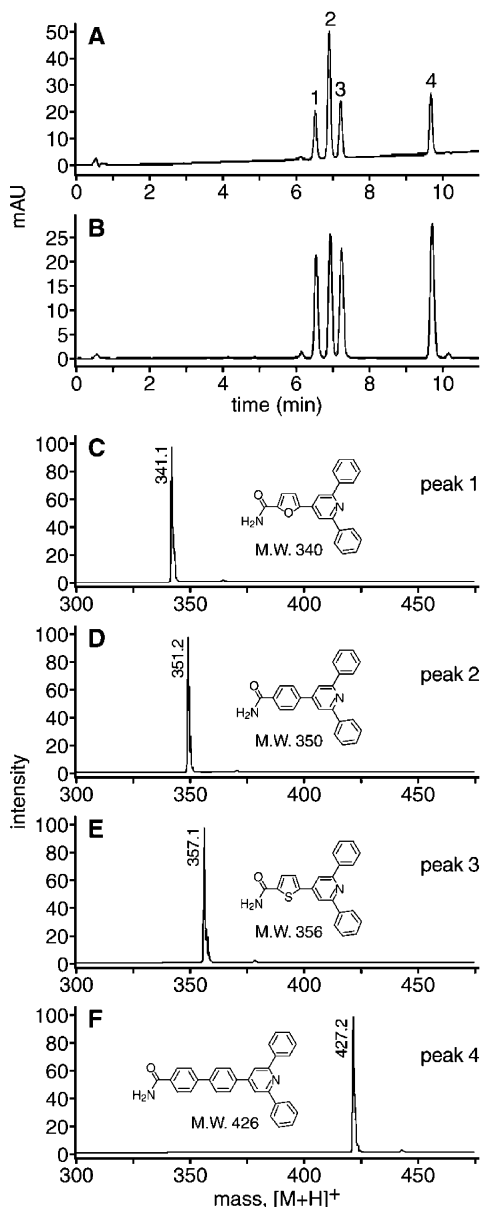 A
50
40
30
20
10
0
1
2
3
4
0 2 4 6 8 10
mAU
B
25
20
15
10
5
0
0 2 4 6 8 10
time (min)
C
100
80
60
40
20
0
341.1
peak 1
O
H2N
O
N
M.W. 340
300 350 400 450
D
100
80
60
40
20
0
351.2
peak 2
O
H2N
N
M.W. 350
300 350 400 450
intensity
E
100
80
60
40
20
0
357.1
peak 3
O
H2N
S
N
M.W. 356
300 350 400 450
F
100
80
60
40
20
0
427.2
peak 4
O
H2N
N
M.W. 426
300 350 400 450
mass, [M+H]+